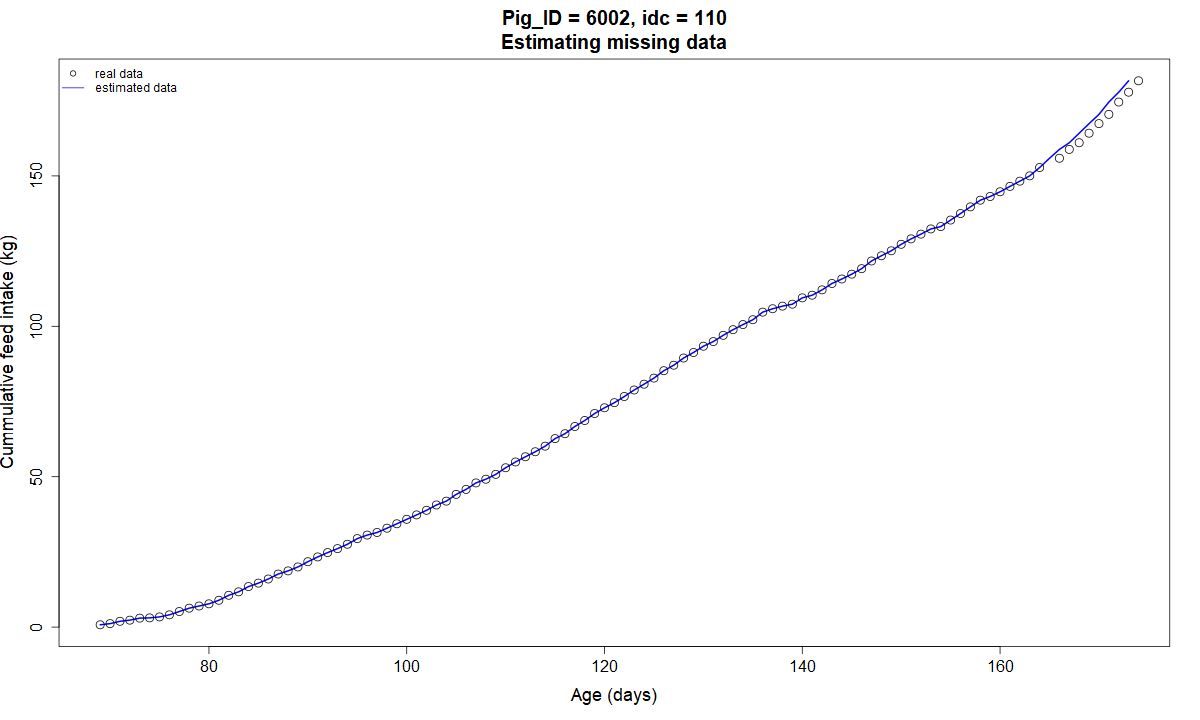 Pig_ID = 6002, idc = 110
Estimating missing data
real data
estimated data
Cummulative feed intake (kg)
150
100
50
0
80
100
120
140
160
Age (days)